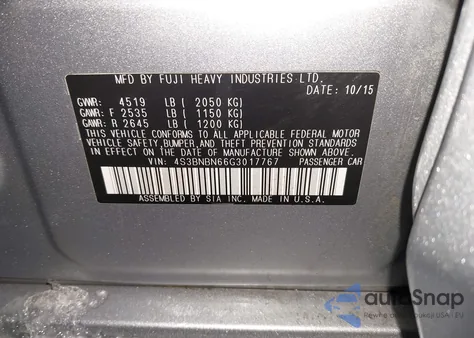 MFD BY FUJI HEAVY INDUSTRIES LTD.
DATE: 10/15
GVWR: 4519 LB ( 2050 KG)
GAWR: F 2535 LB ( 1150 KG)
GAWR: R 2645 LB ( 1200 KG)
THIS VEHICLE CONFORMS TO ALL APPLICABLE FEDERAL MOTOR
VEHICLE SAFETY, BUMPER, AND THEFT PREVENTION STANDARDS
IN EFFECT ON THE DATE OF MANUFACTURE SHOWN ABOVE.
VIN: 4S3BNBN66G3017767 PASSENGER CAR
ASSEMBLED BY SIA INC. MADE IN U.S.A.
autoSnap